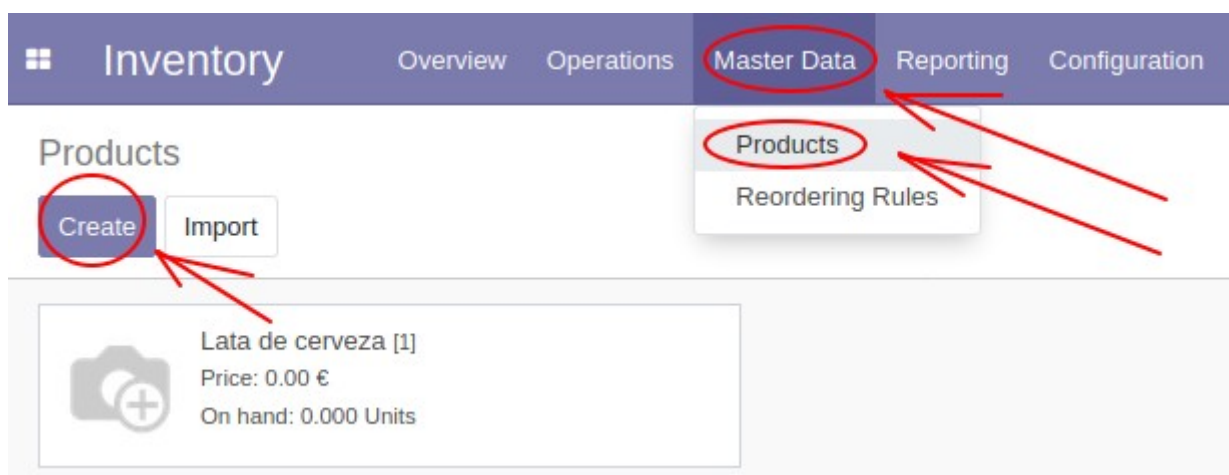 Inventory Overview Operations Master Data Reporting Configuration
Products
Products
Reordering Rules
Create Import
Lata de cerveza [1]
Price: 0.00 €
On hand: 0.000 Units